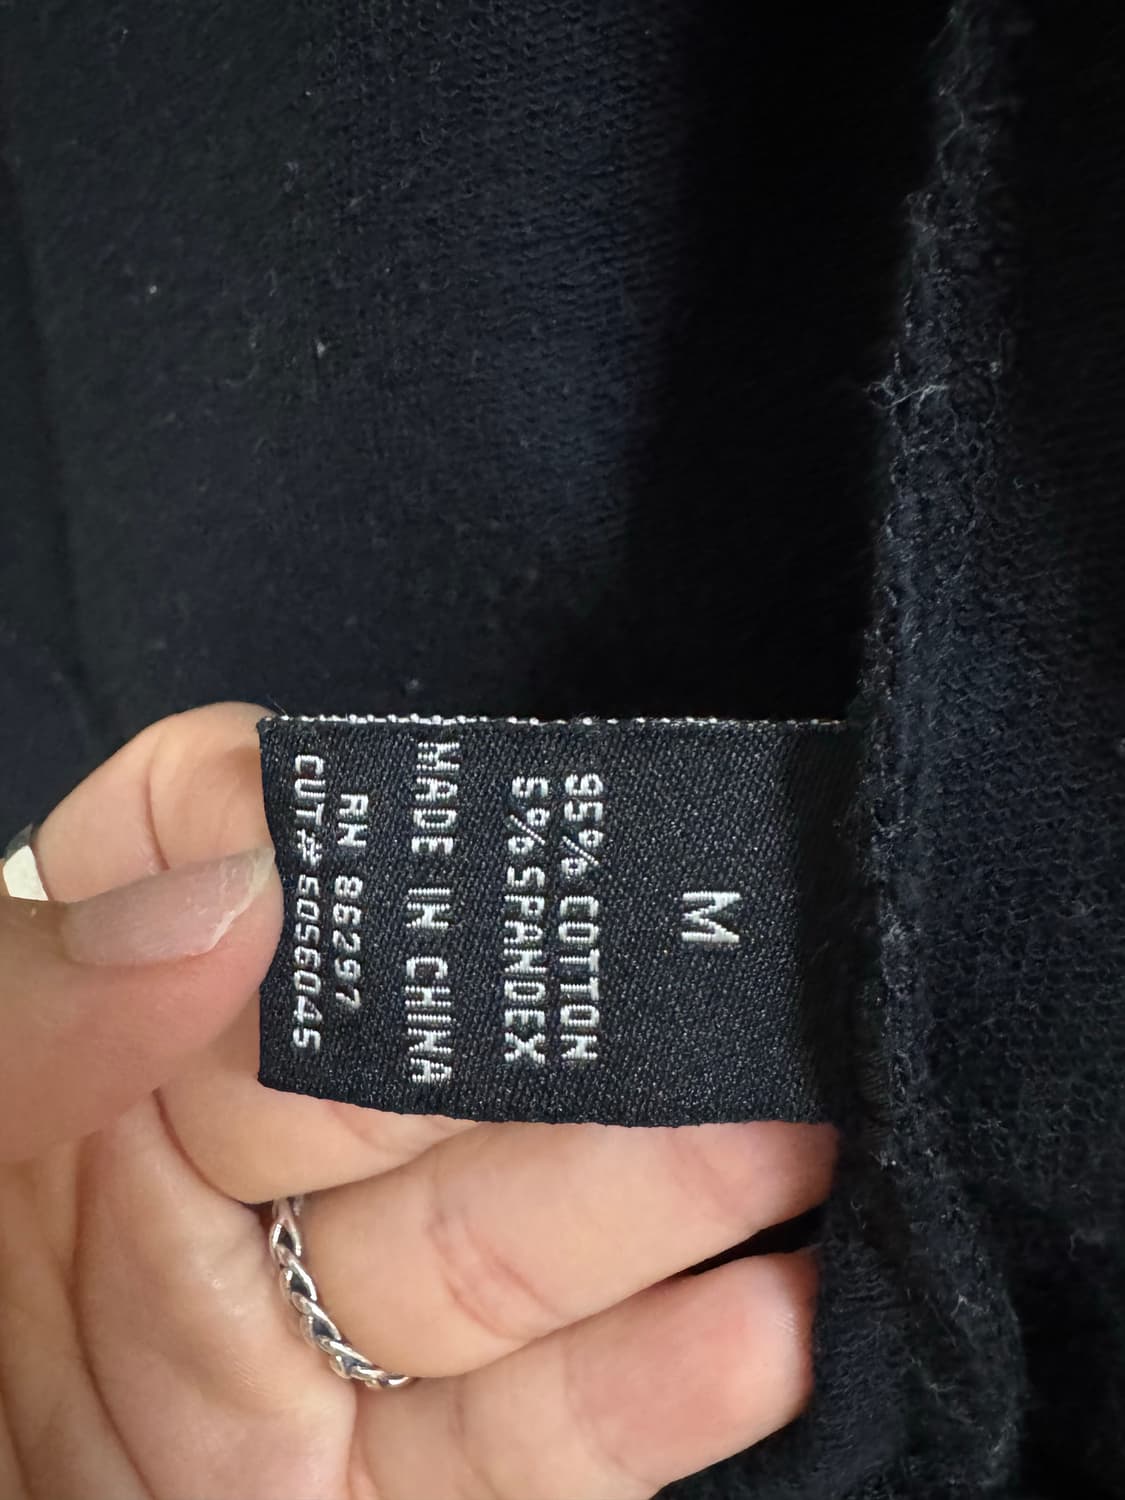 M
95% COTTON
5% SPANDEX
MADE IN CHINA
RN 86297
CUT#5056045